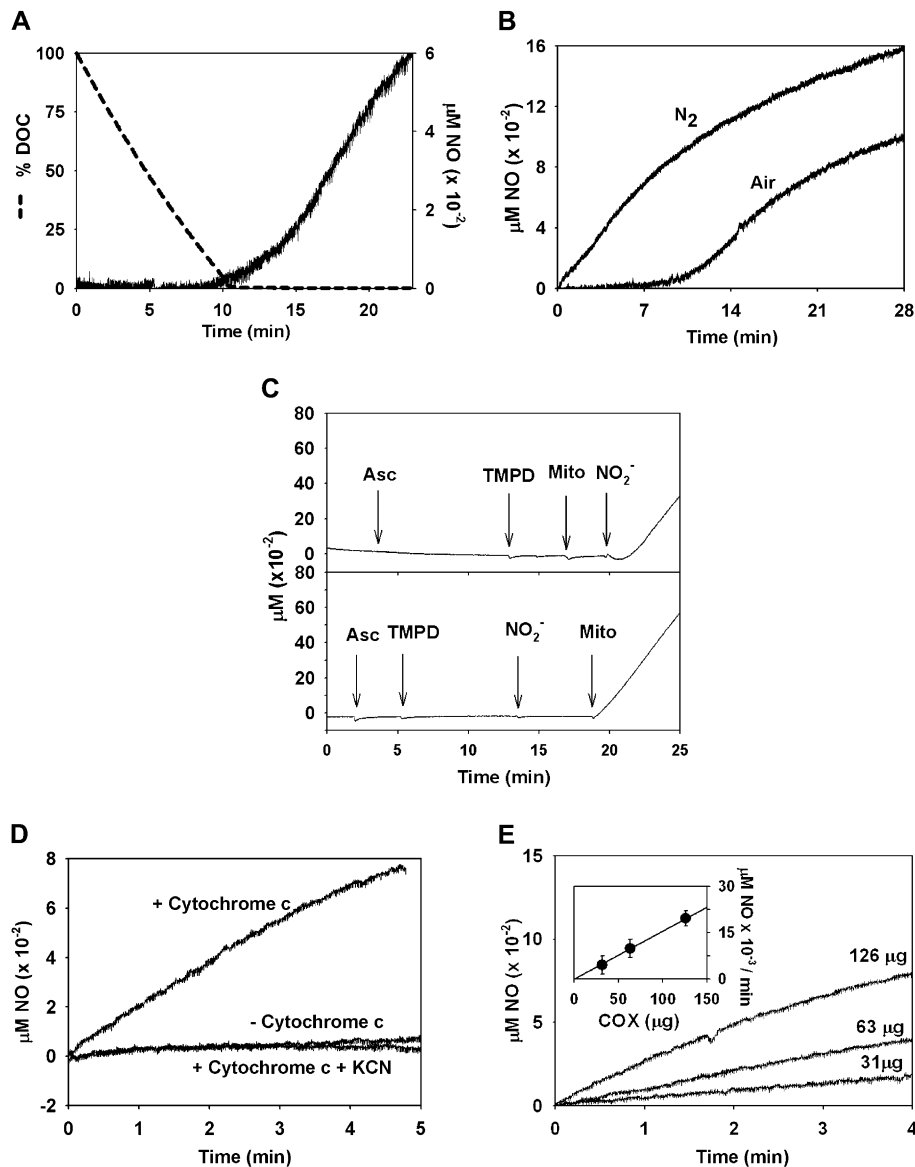 A
100
75
50
25
0
% DOC
6
4
2
0
μM NO (x 10-2)
0
5
10
15
20
Time (min)
B
16
12
8
4
0
μM NO (x 10-2)
N2
Air
0
7
14
21
28
Time (min)
C
80
60
40
20
0
80
60
40
20
0
μM (x10-2)
Asc
TMPD
Mito
NO2-
Asc
TMPD
NO2-
Mito
0
5
10
15
20
25
Time (min)
D
8
6
4
2
0
-2
μM NO (x 10-2)
+ Cytochrome c
- Cytochrome c
+ Cytochrome c + KCN
0
1
2
3
4
5
Time (min)
E
15
10
5
0
μM NO (x 10-2)
30
15
0
μM NO x 10-3 / min
0
50
100
150
COX (μg)
126 μg
63 μg
31μg
0
1
2
3
4
Time (min)